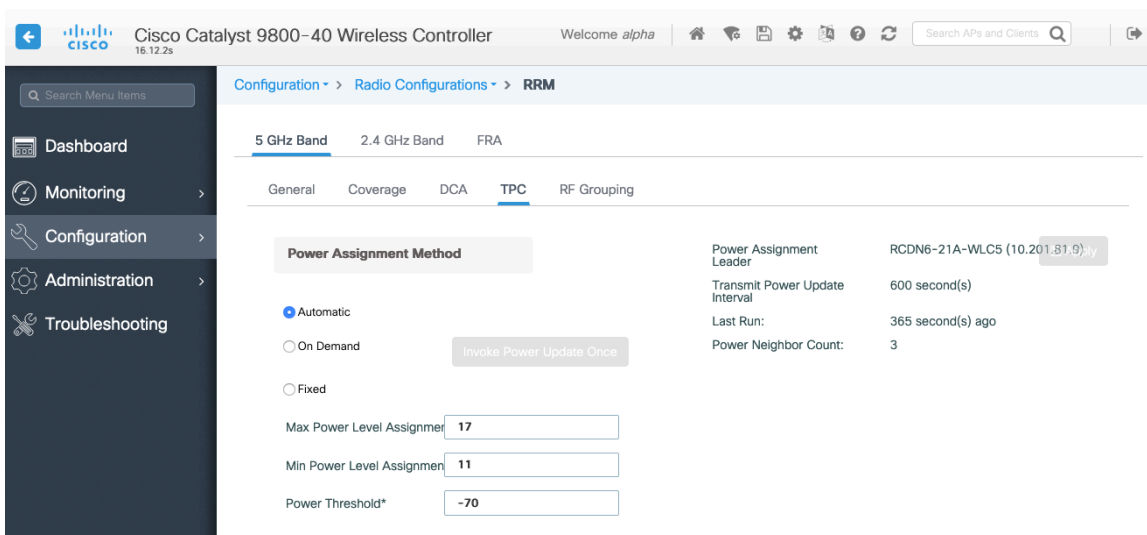 CISCO
Cisco Catalyst 9800-40 Wireless Controller
16.12.2s
Welcome alpha
Search APs and Clients
Search Menu Items
Dashboard
Monitoring
Configuration
Administration
Troubleshooting
Configuration > Radio Configurations > RRM
5 GHz Band 2.4 GHz Band FRA
General Coverage DCA TPC RF Grouping
Power Assignment Method
Automatic
On Demand
Invoke Power Update Once
Fixed
Max Power Level Assignmen 17
Min Power Level Assignmen 11
Power Threshold* -70
Power Assignment
Leader
RCDN6-21A-WLC5 (10.201.81.9)
Apply
Transmit Power Update
Interval
600 second(s)
Last Run: 365 second(s) ago
Power Neighbor Count: 3